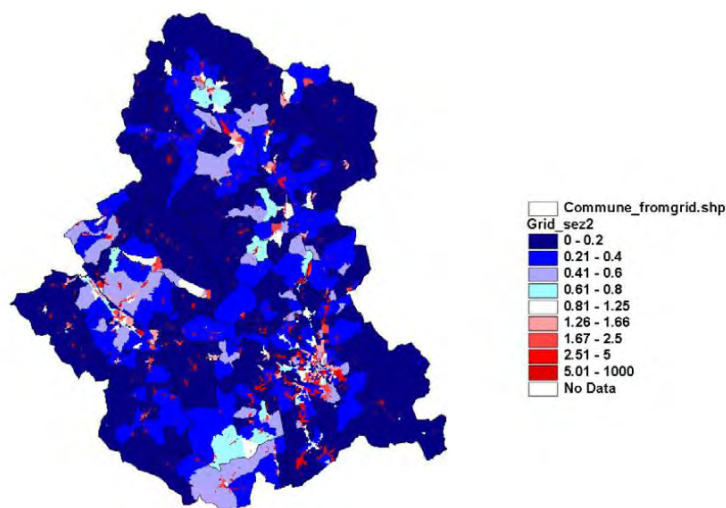 Commune_fromgrid.shp
Grid_sez2
0 - 0.2
0.21 - 0.4
0.41 - 0.6
0.61 - 0.8
0.81 - 1.25
1.26 - 1.66
1.67 - 2.5
2.51 - 5
5.01 - 1000
No Data